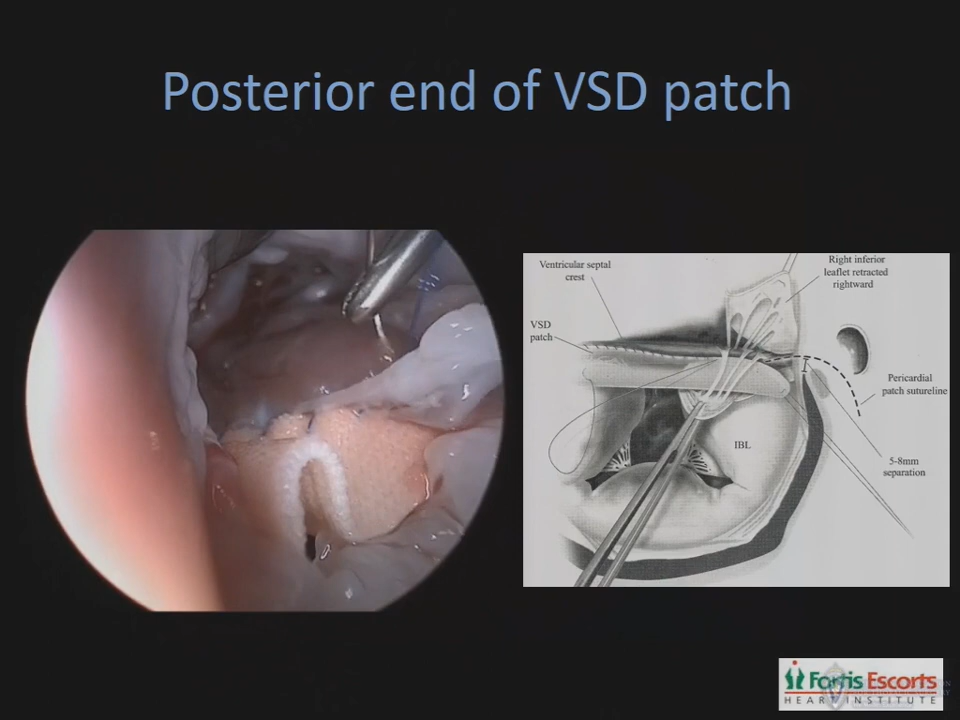 Posterior end of VSD patch
Ventricular septal
crest
Right inferior
leaflet retracted
rightward
VSD
patch
Pericardial
patch sutureline
IBL
5-8mm
separation
Fortis Escorts
HEART INSTITUTE